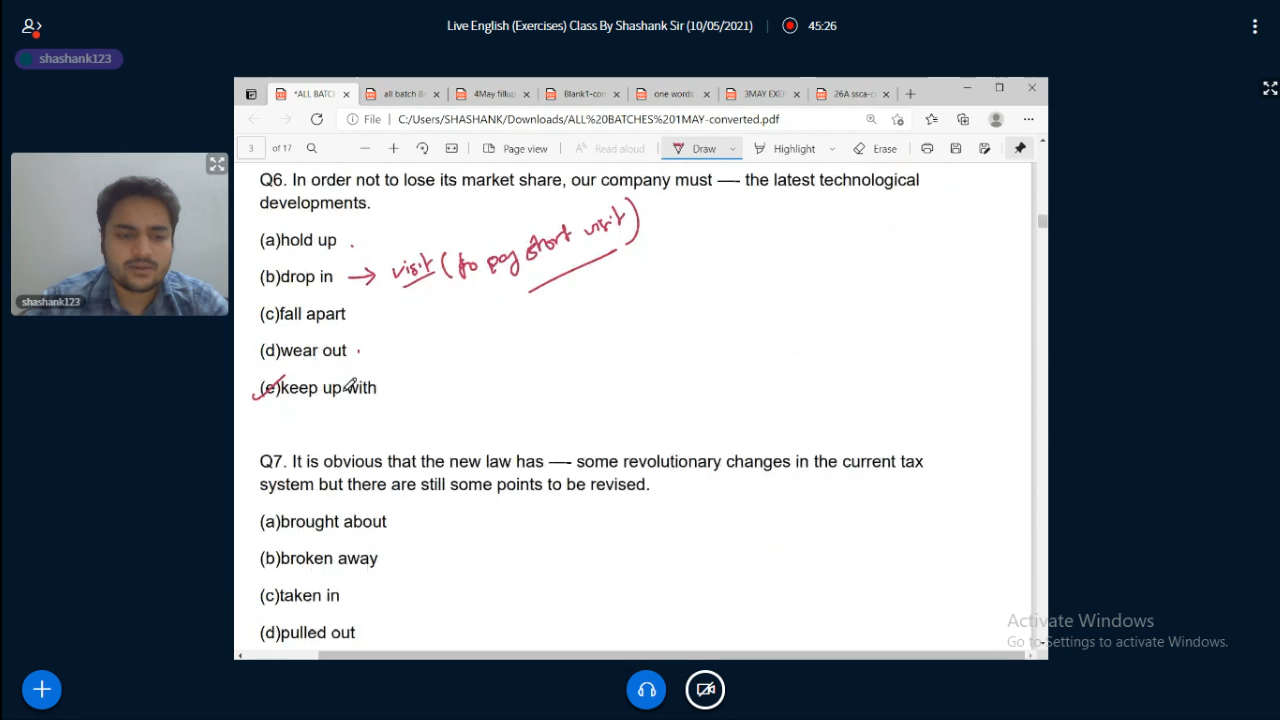 Live English (Exercises) Class By Shashank Sir (10/05/2021)
45:26
shashank123
*ALL BATC
all batch 8
4May fillup
Blank1-con
one words
3MAY EXER
26A ssca-c
File
C:/Users/SHASHANK/Downloads/ALL%20BATCHES%201MAY-converted.pdf
3 of 17
Page view
Read aloud
Draw
Highlight
Erase
Q6. In order not to lose its market share, our company must —- the latest technological
developments.
(a)hold up
(b)drop in → visit (to pay short visit)
(c)fall apart
(d)wear out
(e)keep up with
shashank123
Q7. It is obvious that the new law has —- some revolutionary changes in the current tax
system but there are still some points to be revised.
(a)brought about
(b)broken away
(c)taken in
(d)pulled out
Activate Windows
Go to Settings to activate Windows.